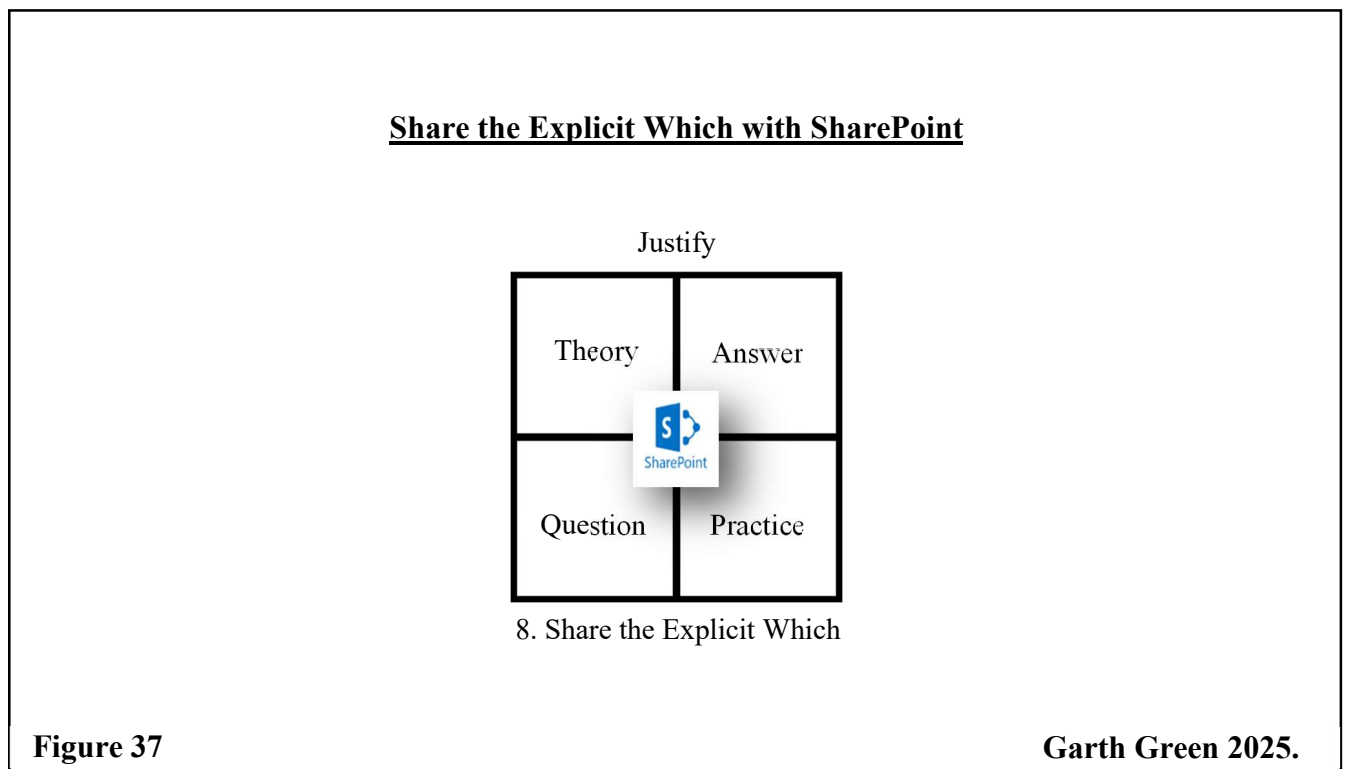 Share the Explicit Which with SharePoint
Justify
Theory Answer
S
SharePoint
Question Practice
8. Share the Explicit Which
Figure 37 Garth Green 2025.